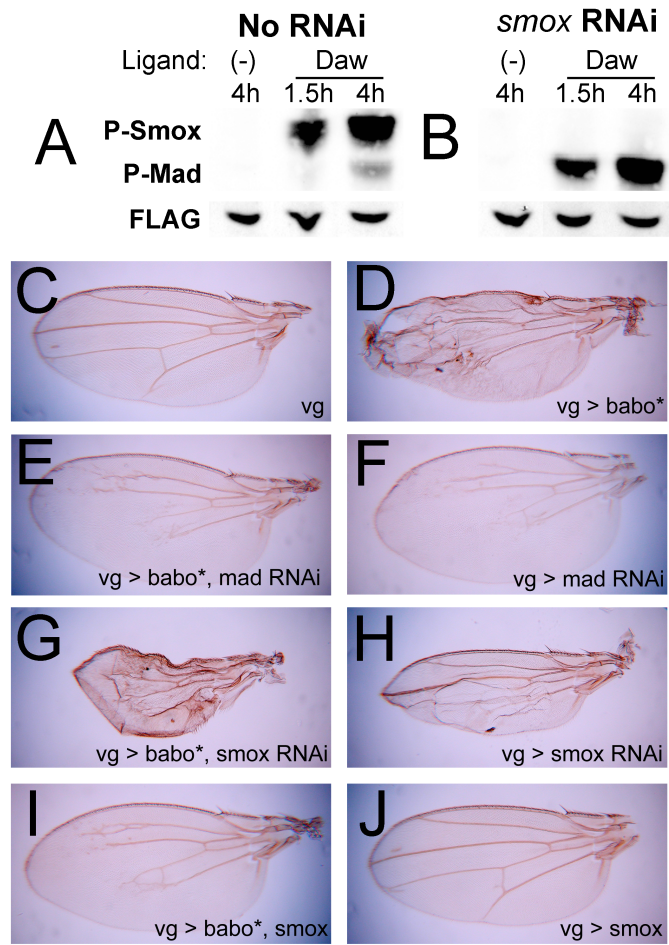 No RNAi
smox RNAi
Ligand: (-) Daw
(-) Daw
4h 1.5h 4h
4h 1.5h 4h
A
B
P-Smox
P-Mad
FLAG
C
vg
D
vg > babo*
E
vg > babo*, mad RNAi
F
vg > mad RNAi
G
vg > babo*, smox RNAi
H
vg > smox RNAi
I
vg > babo*, smox
J
vg > smox